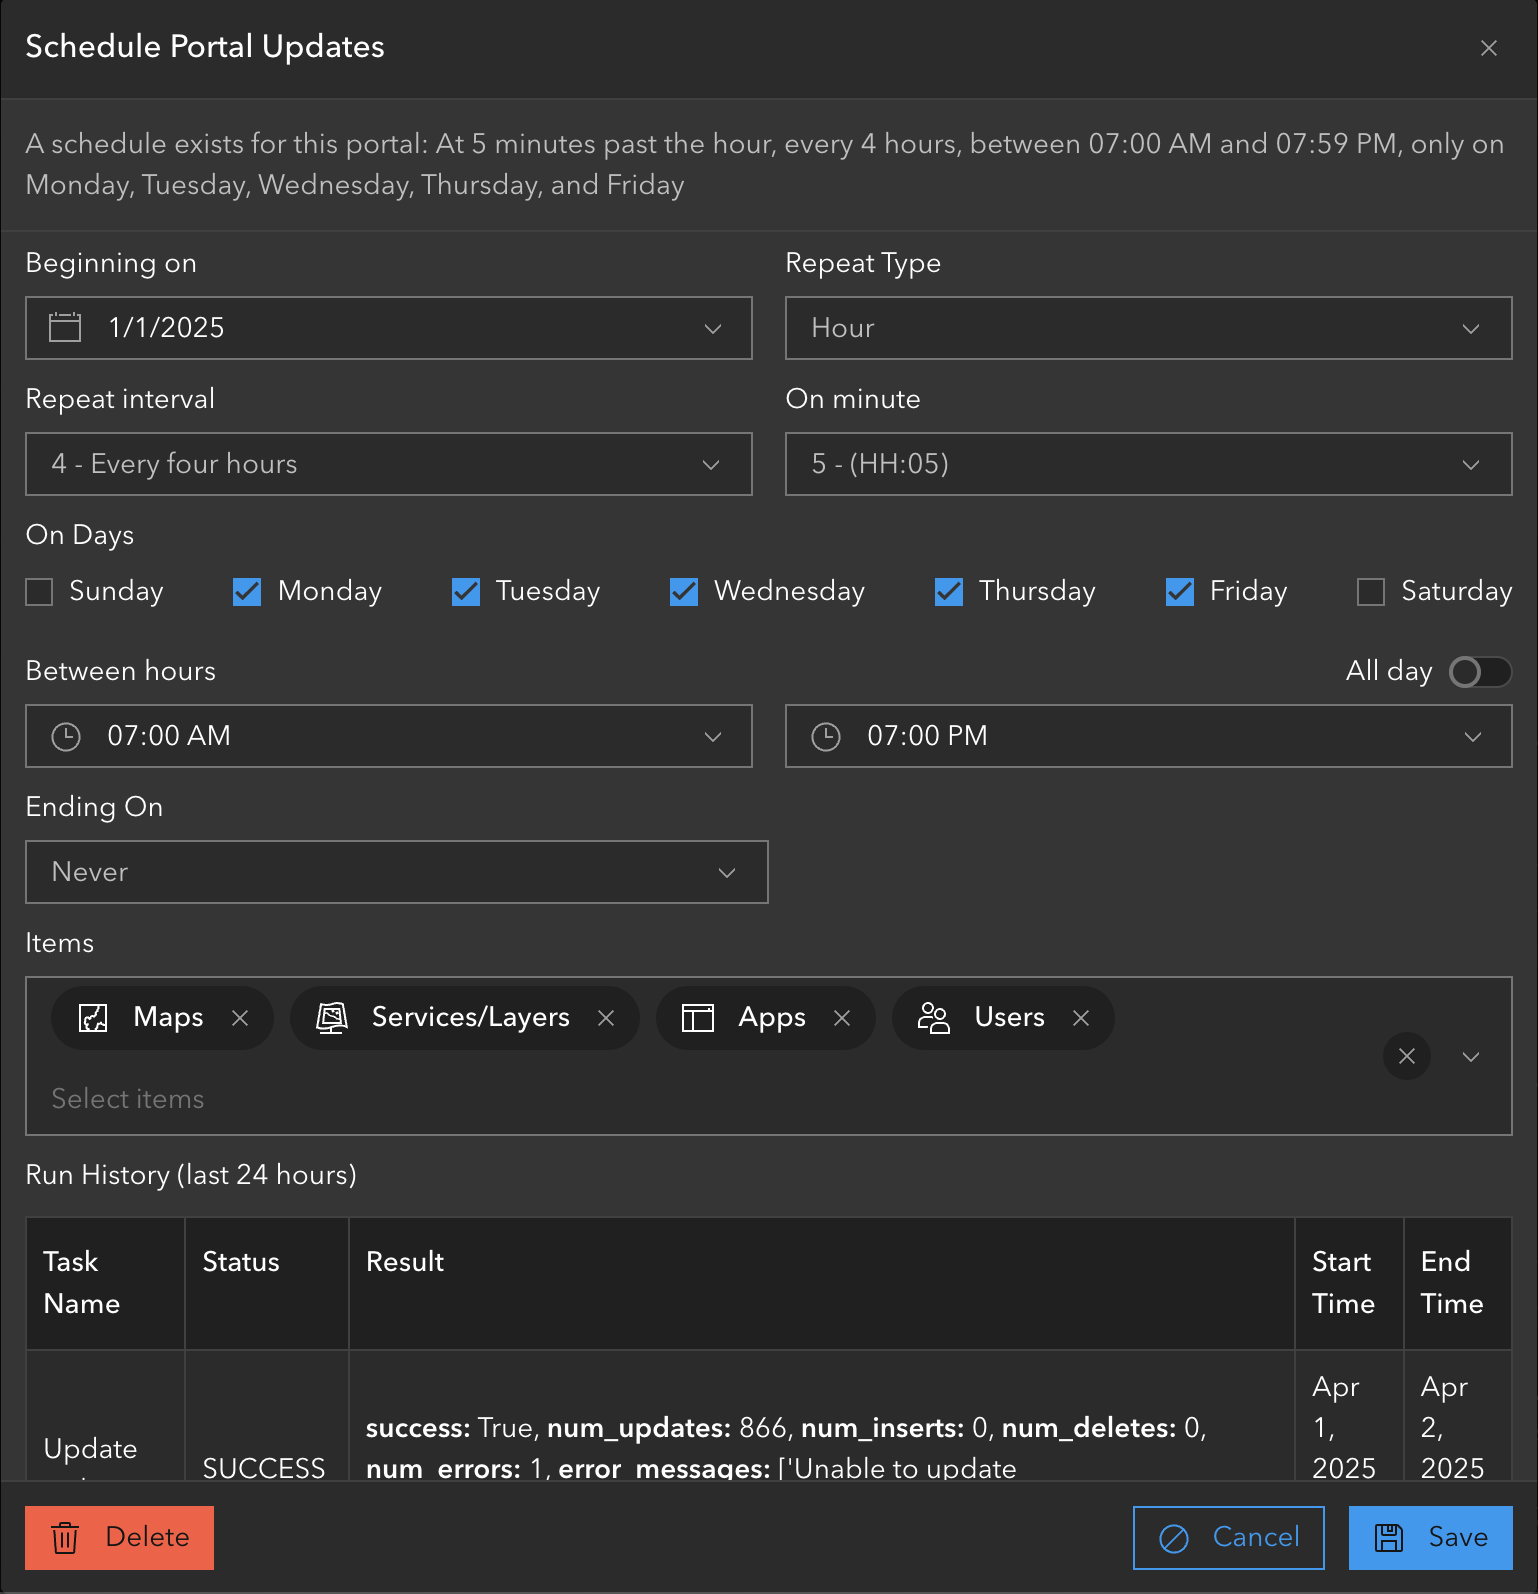 Schedule Portal Updates
A schedule exists for this portal: At 5 minutes past the hour, every 4 hours, between 07:00 AM and 07:59 PM, only on
Monday, Tuesday, Wednesday, Thursday, and Friday
Beginning on
Repeat Type
1/1/2025
Hour
Repeat interval
On minute
4 - Every four hours
5 - (HH:05)
On Days
Sunday Monday Tuesday Wednesday Thursday Friday Saturday
Between hours
All day
07:00 AM
07:00 PM
Ending On
Never
Items
Maps Services/Layers Apps Users
Select items
Run History (last 24 hours)
Task
Name
Status
Result
Start
Time
End
Time
Update
SUCCESS
success: True, num_updates: 866, num_inserts: 0, num_deletes: 0,
num_errors: 1, error_messages: ['Unable to update
Apr
1,
2025
Apr
2,
2025
Delete
Cancel
Save